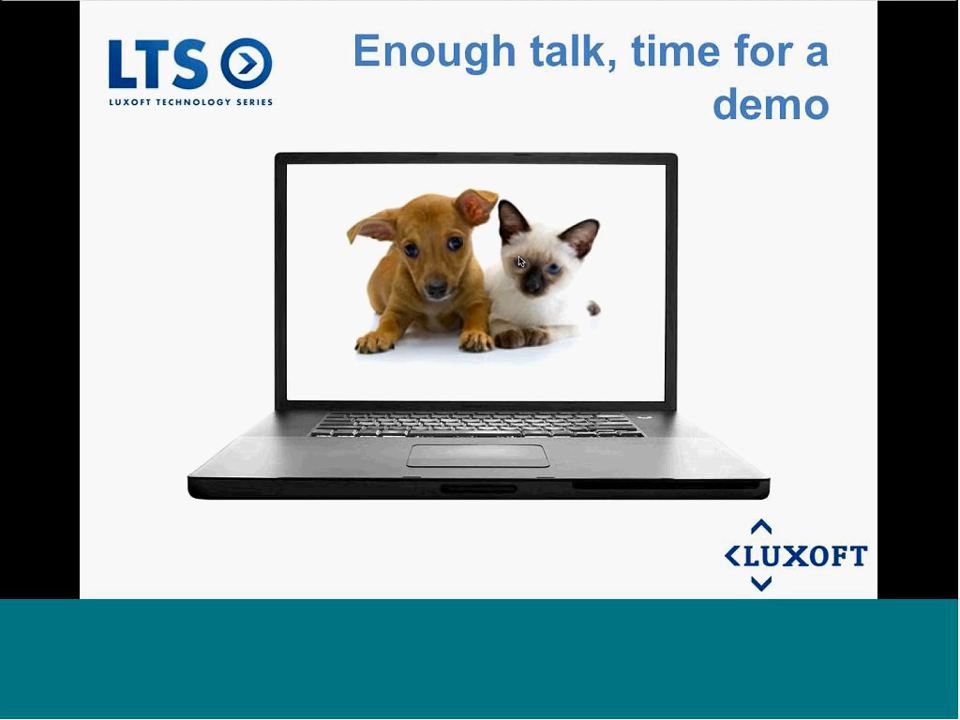 LTS
LUXOFT TECHNOLOGY SERIES
Enough talk, time for a
demo
LUXOFT